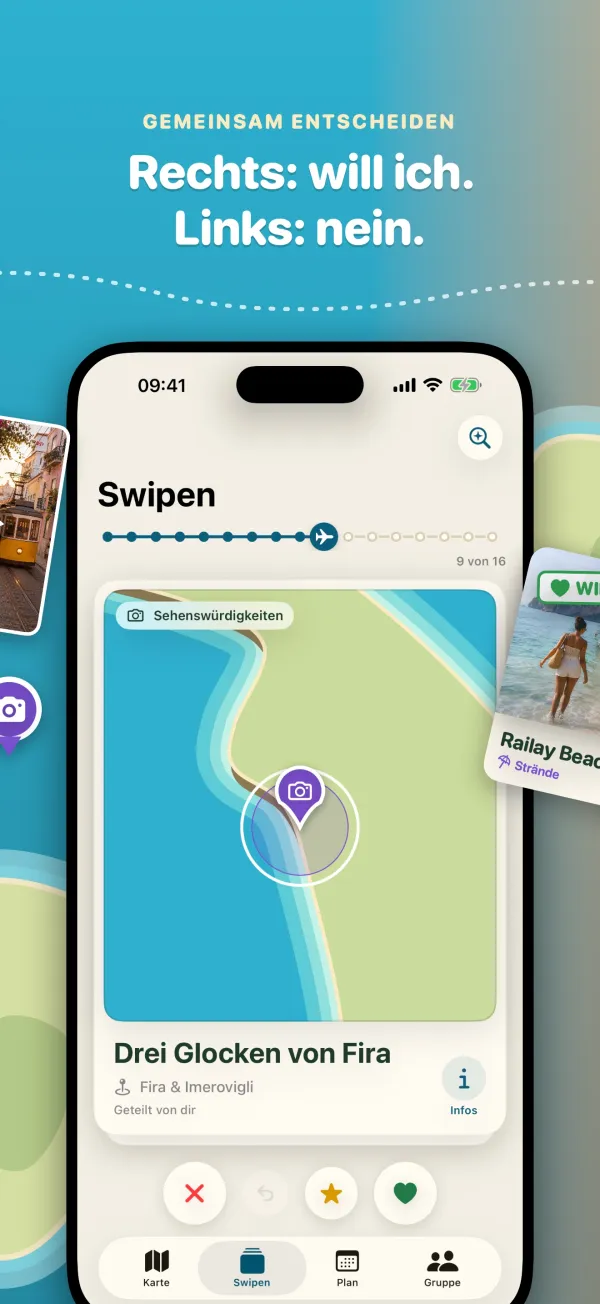 GEMEINSAM ENTSCHEIDEN
Rechts: will ich.
Links: nein.
09:41
Swipen
9 von 16
Sehenswürdigkeiten
Railay
Strände
Drei Glocken von Fira
Fira & Imerovigli
Geteilt von dir
Infos
Karte
Swipen
Plan
Gruppe